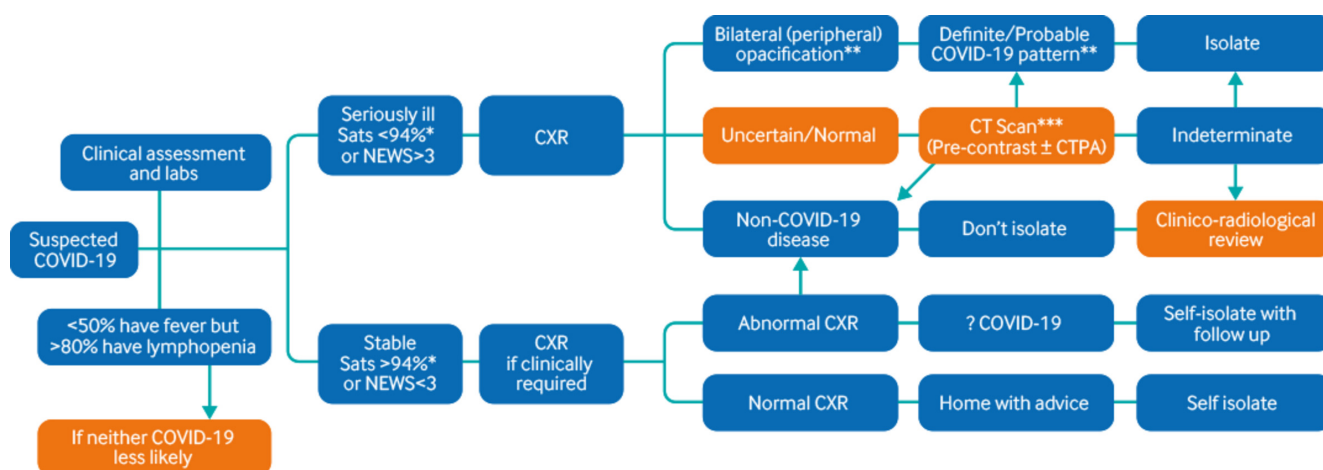 Suspected
COVID-19
Clinical assessment
and labs
<50% have fever but
>80% have lymphopenia
If neither COVID-19
less likely
Seriously ill
Sats <94%*
or NEWS>3
CXR
Bilateral (peripheral)
opacification**
Definite/Probable
COVID-19 pattern**
Isolate
Uncertain/Normal
CT Scan***
(Pre-contrast ± CTPA)
Indeterminate
Non-COVID-19
disease
Don't isolate
Clinico-radiological
review
Stable
Sats >94%*
or NEWS<3
CXR
if clinically
required
Abnormal CXR
? COVID-19
Self-isolate with
follow up
Normal CXR
Home with advice
Self isolate